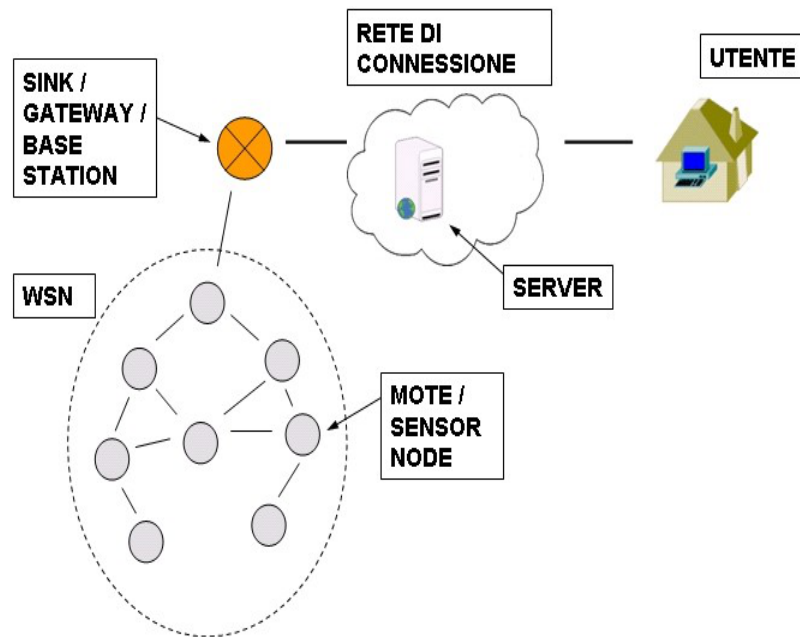 RETE DI
CONNESSIONE
UTENTE
SINK /
GATEWAY /
BASE
STATION
WSN
SERVER
MOTE /
SENSOR
NODE